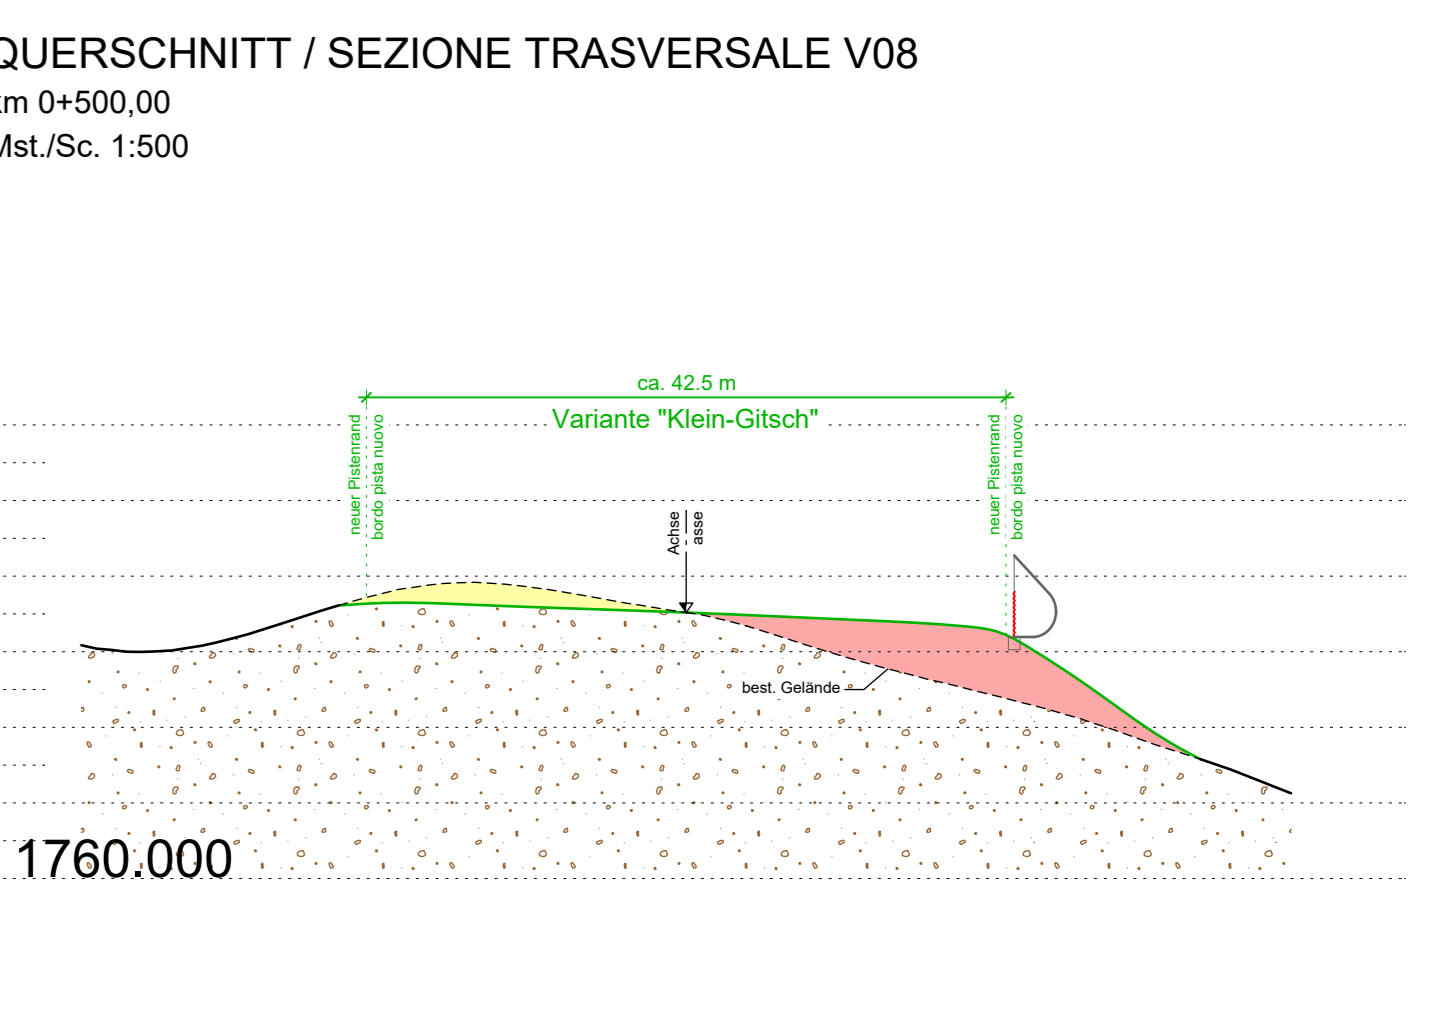 QUERSCHNITT / SEZIONE TRASVERSALE V08
km 0+500,00
Mst./Sc. 1:500
ca. 42.5 m
Variante "Klein-Gitsch"
neuer Pistenrand
bordo pista nuovo
neuer Pistenrand
bordo pista nuovo
Achse
asse
best. Gelände
1760.000